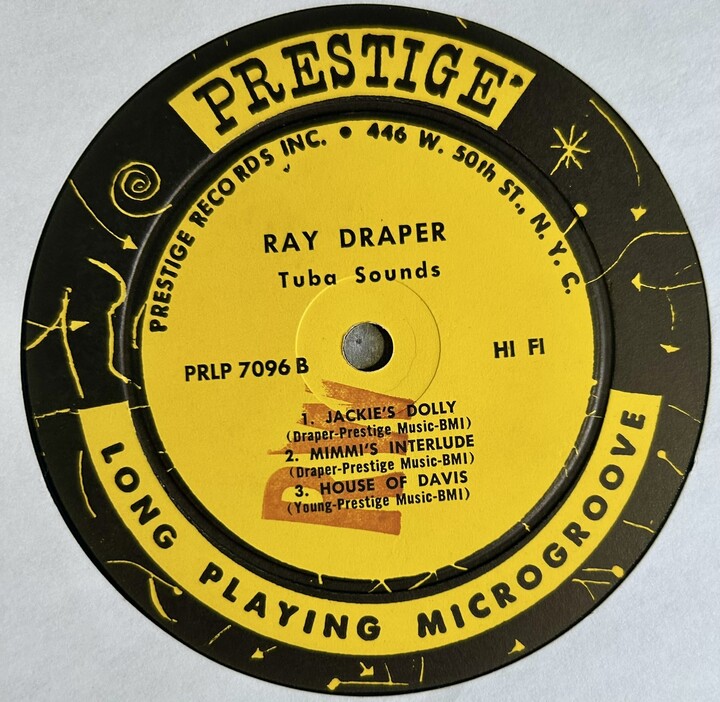 PRESTIGE
PRESTIGE RECORDS INC. • 446 W. 50th ST., N. Y. C.
RAY DRAPER
Tuba Sounds
PRLP 7096 B
HI FI
1. JACKIE'S DOLLY
(Draper-Prestige Music-BMI)
2. MIMMI'S INTERLUDE
(Draper-Prestige Music-BMI)
3. HOUSE OF DAVIS
(Young-Prestige Music-BMI)
LONG PLAYING MICROGROOVE